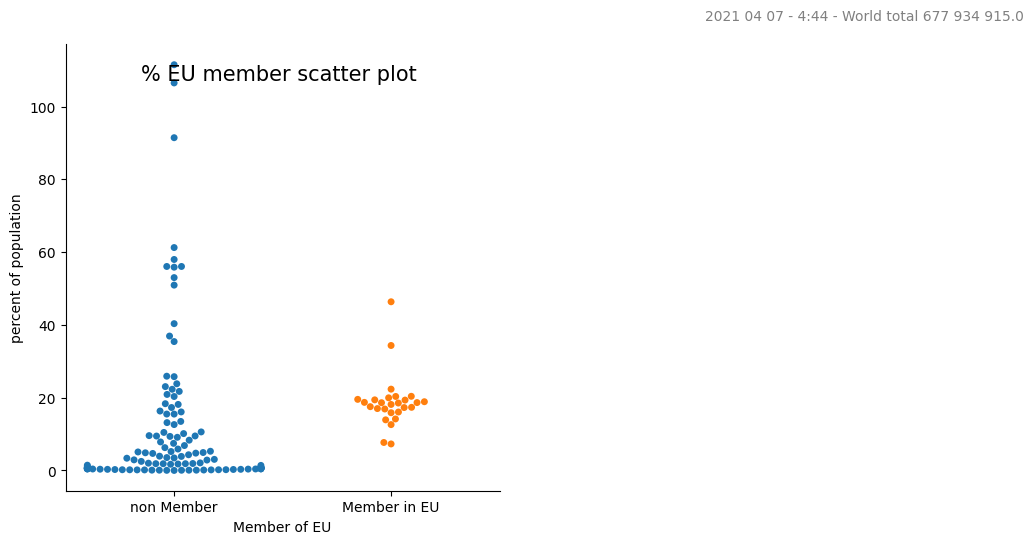 2021 04 07 - 4:44 - World total 677 934 915.0
% EU member scatter plot
percent of population
100
80
60
40
20
0
non Member
Member in EU
Member of EU